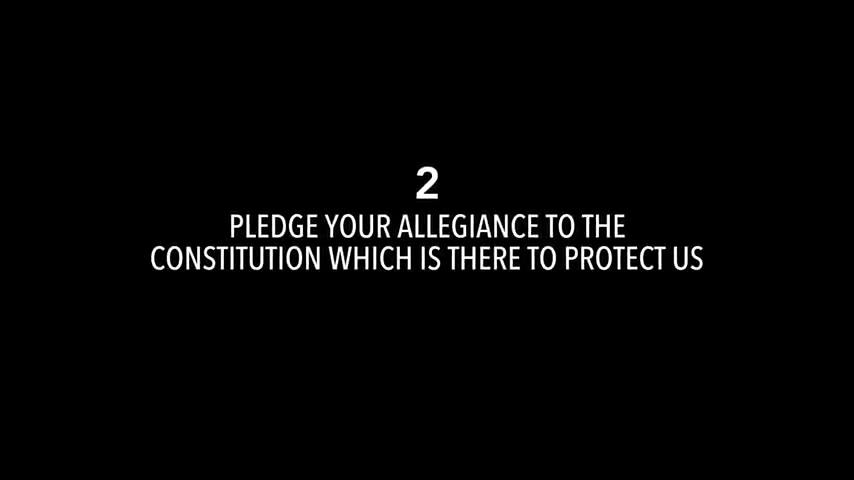 2
PLEDGE YOUR ALLEGIANCE TO THE
CONSTITUTION WHICH IS THERE TO PROTECT US